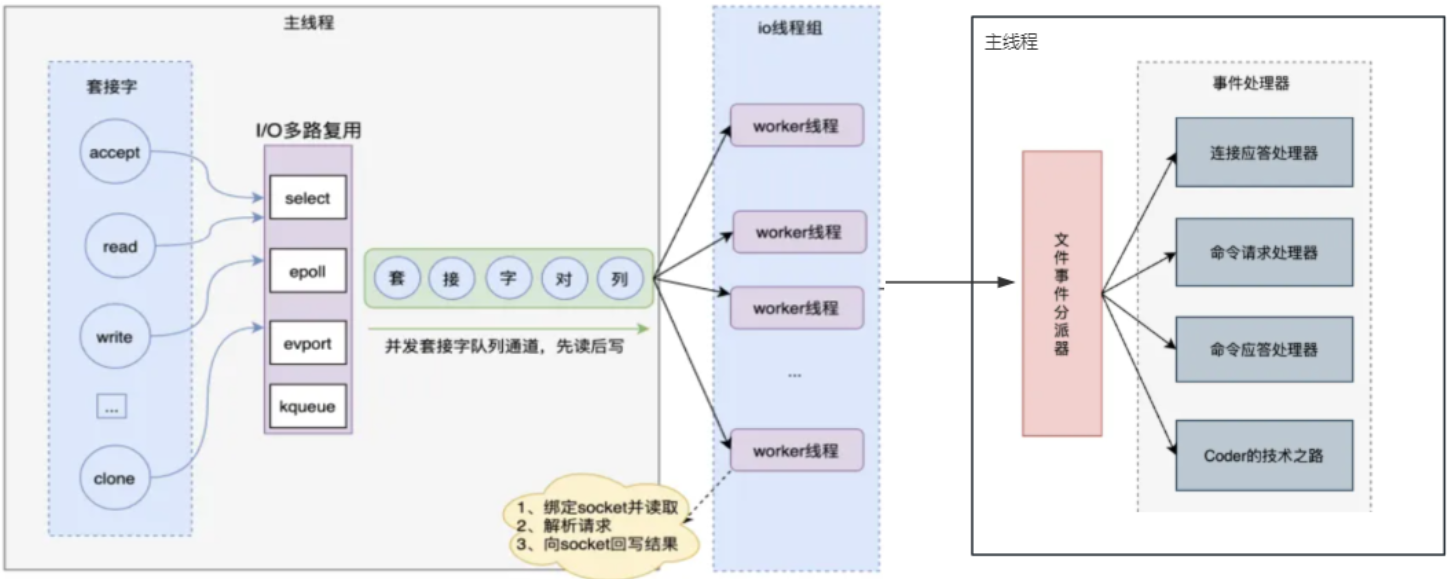 主线程
套接字
accept
read
write
...
clone
I/O多路复用
select
epoll
evport
kqueue
套
接
字
对
列
并发套接字队列通道，先读后写
io线程组
worker线程
worker线程
worker线程
...
worker线程
1、绑定socket并读取
2、解析请求
3、向socket回写结果
主线程
文件事件分派器
事件处理器
连接应答处理器
命令请求处理器
命令应答处理器
Coder的技术之路